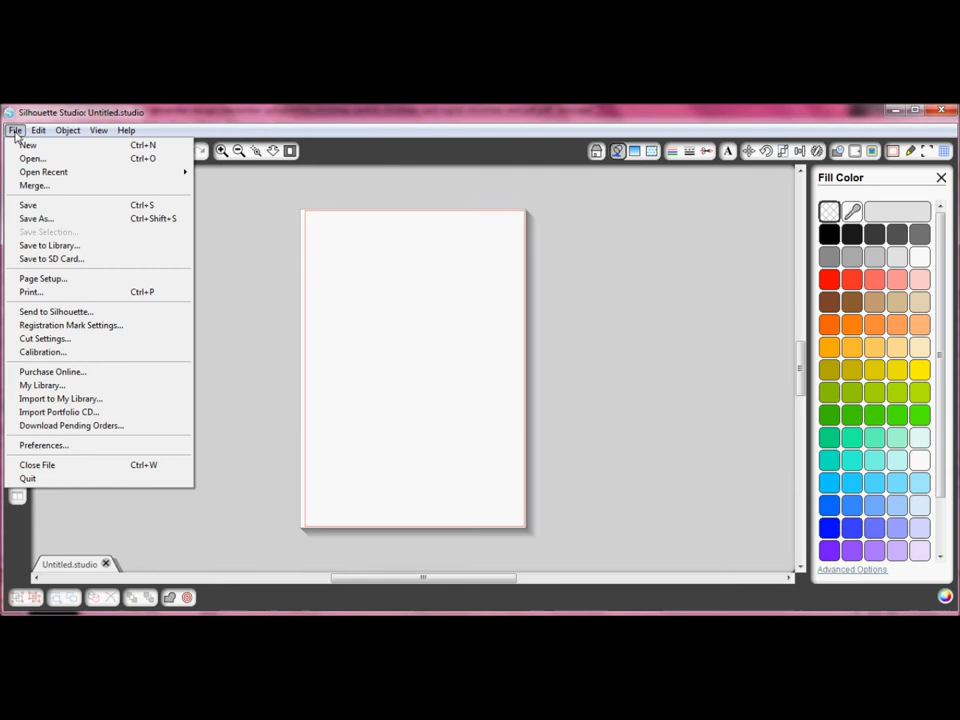 Silhouette Studio: Untitled.studio
File Edit Object View Help
New Ctrl+N
Open... Ctrl+O
Open Recent
Merge...
Save Ctrl+S
Save As... Ctrl+Shift+S
Save Selection...
Save to Library...
Save to SD Card...
Page Setup...
Print... Ctrl+P
Send to Silhouette...
Registration Mark Settings...
Cut Settings...
Calibration...
Purchase Online...
My Library...
Import to My Library...
Import Portfolio CD...
Download Pending Orders...
Preferences...
Close File Ctrl+W
Quit
A
Fill Color
Advanced Options
Untitled.studio